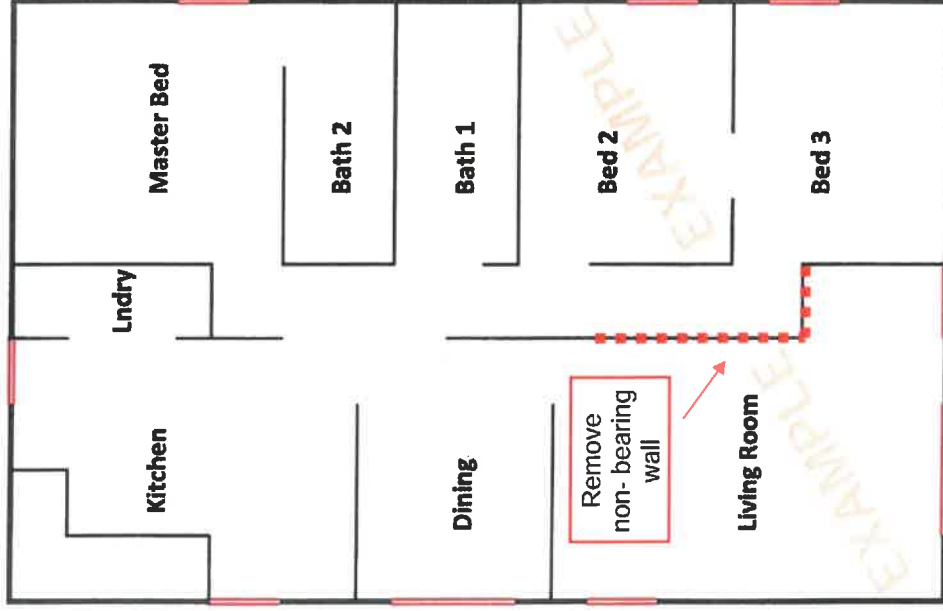 Master Bed
Lndry
Kitchen
Bath 2
Bath 1
Dining
Bed 2
EXAMPLE
Remove
non- bearing
wall
Living Room
Bed 3
EXAMPLE